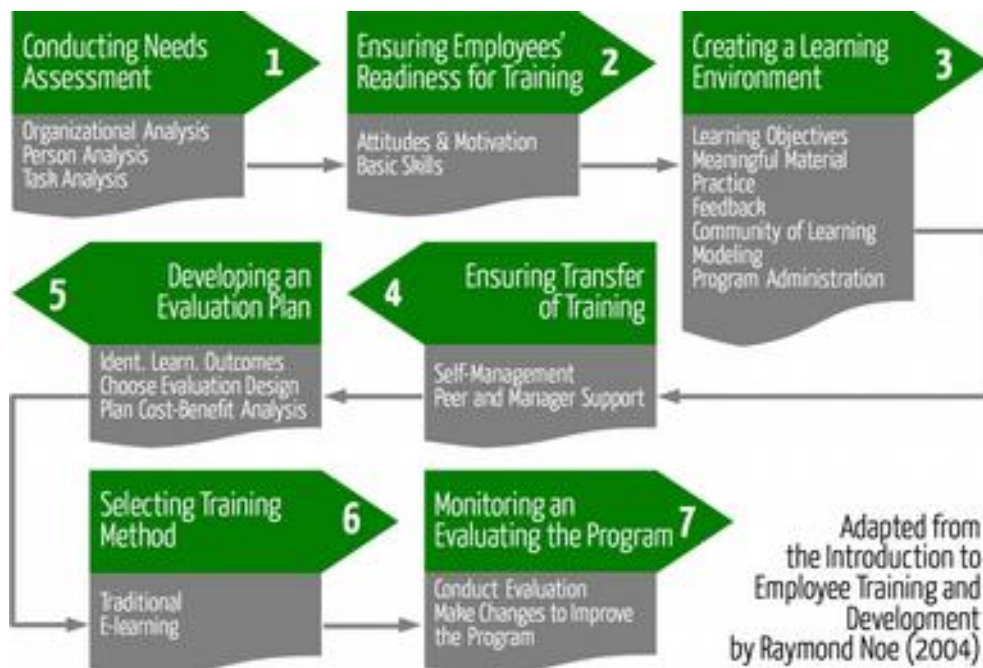 Conducting Needs
Assessment
1
Organizational Analysis
Person Analysis
Task Analysis
Ensuring Employees'
Readiness for Training
2
Attitudes & Motivation
Basic Skills
Creating a Learning
Environment
3
Learning Objectives
Meaningful Material
Practice
Feedback
Community of Learning
Modeling
Program Administration
Ensuring Transfer
of Training
4
Self-Management
Peer and Manager Support
Developing an
Evaluation Plan
5
Ident. Learn. Outcomes
Choose Evaluation Design
Plan Cost-Benefit Analysis
Selecting Training
Method
6
Traditional
E-learning
Monitoring an
Evaluating the Program
7
Conduct Evaluation
Make Changes to Improve
the Program
Adapted from
the Introduction to
Employee Training and
Development
by Raymond Noe (2004)